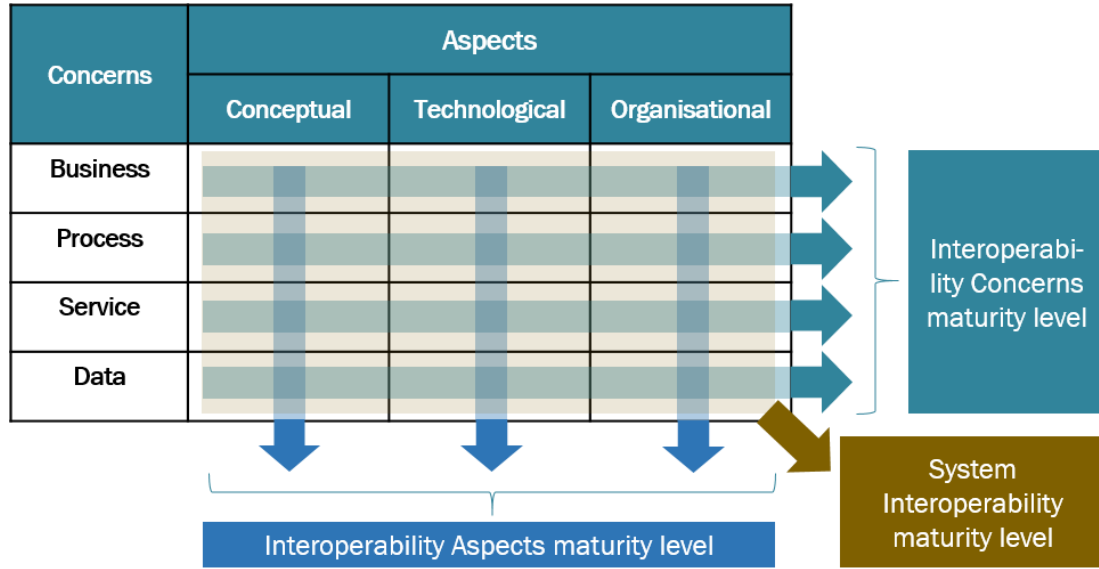 Concerns
Aspects
Conceptual
Technological
Organisational
Business
Process
Service
Data
Interoperabi-
lity Concerns
maturity level
System
Interoperability
maturity level
Interoperability Aspects maturity level